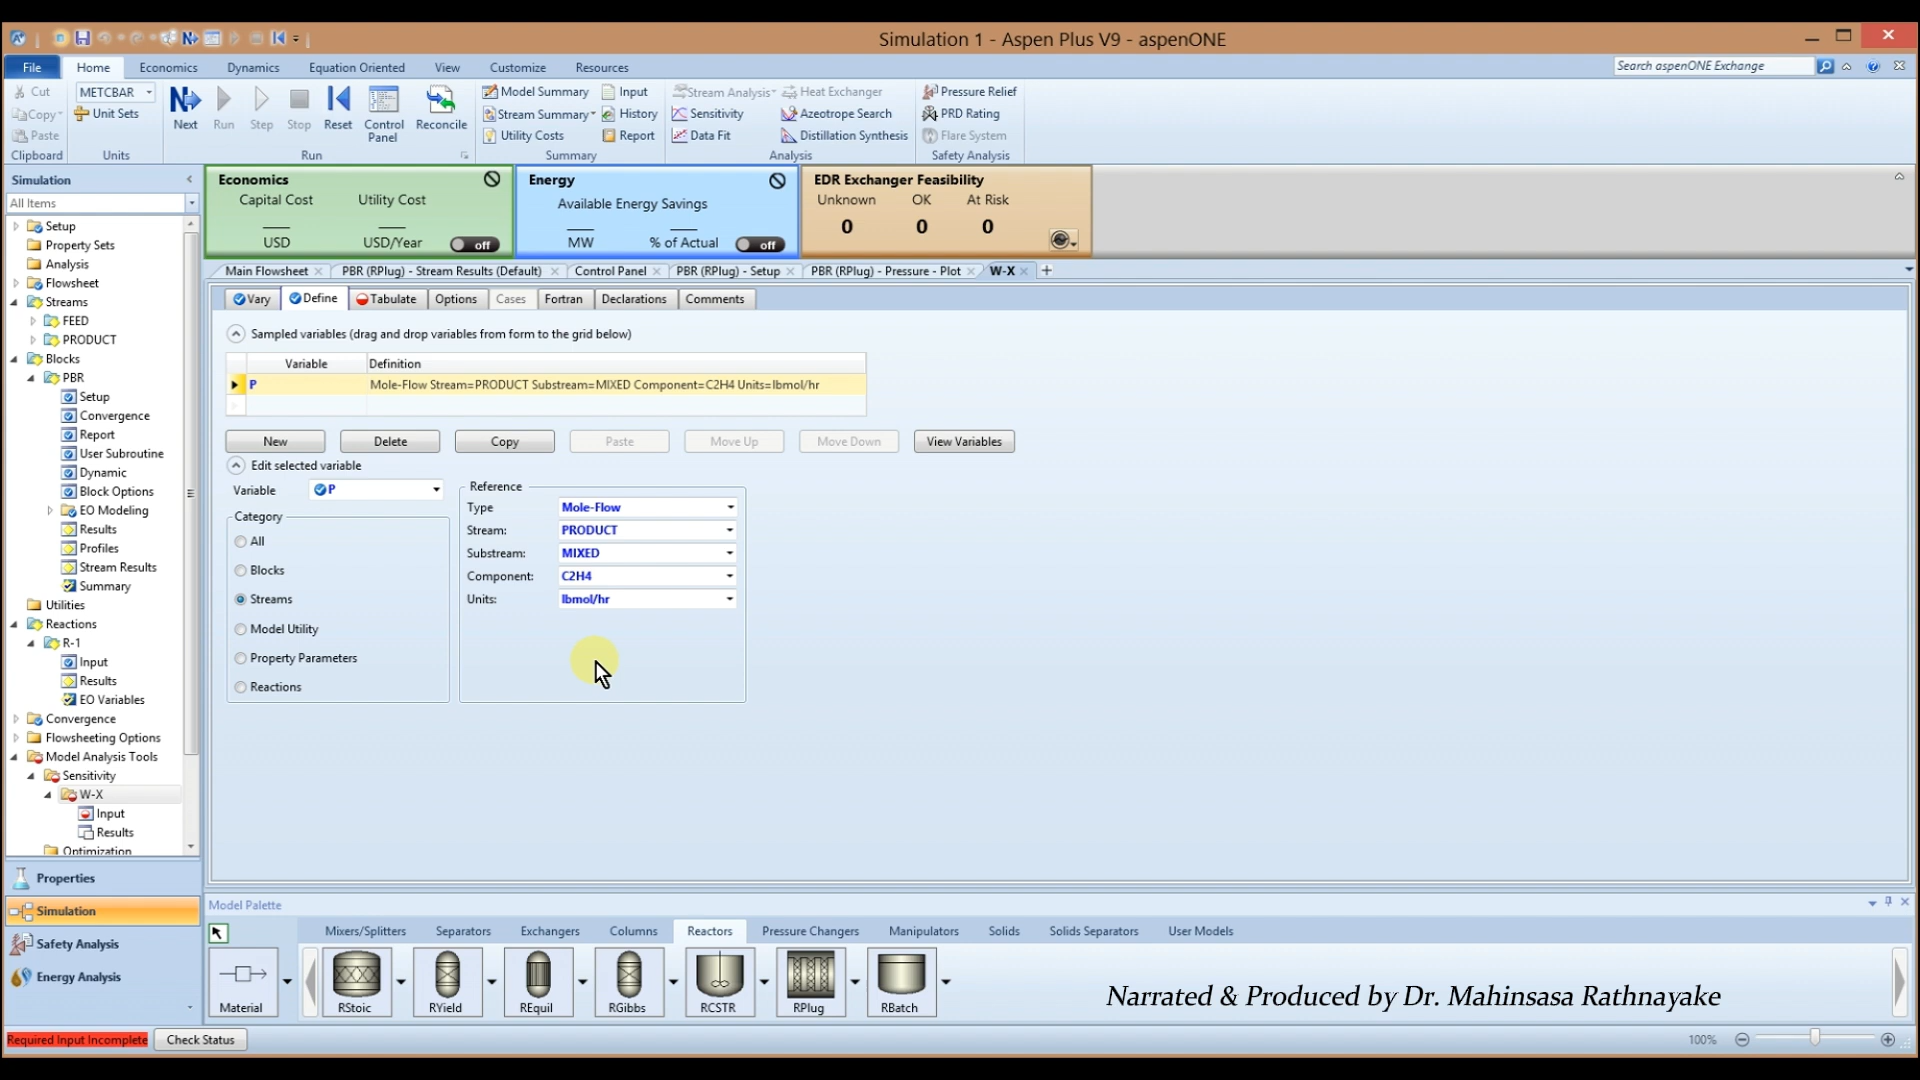 Simulation 1 - Aspen Plus V9 - aspenONE
File Home Economics Dynamics Equation Oriented View Customize Resources Search aspenONE Exchange
Cut METCBAR Model Summary Input Stream Analysis Heat Exchanger Pressure Relief
Copy Unit Sets Stream Summary History Sensitivity Azeotrope Search PRD Rating
Paste Next Run Step Stop Reset Control Panel Reconcile Utility Costs Report Data Fit Distillation Synthesis Flare System
Clipboard Units Run Summary Analysis Safety Analysis
Simulation
All Items
Setup
Property Sets
Analysis
Flowsheet
Streams
FEED
PRODUCT
Blocks
PBR
Setup
Convergence
Report
User Subroutine
Dynamic
Block Options
EO Modeling
Results
Profiles
Stream Results
Summary
Utilities
Reactions
R-1
Input
Results
EO Variables
Convergence
Flowsheeting Options
Model Analysis Tools
Sensitivity
W-X
Input
Results
Optimization
Properties
Simulation
Safety Analysis
Energy Analysis
Economics
Capital Cost Utility Cost
USD USD/Year off
Energy
Available Energy Savings
MW % of Actual off
EDR Exchanger Feasibility
Unknown OK At Risk
0 0 0
Main Flowsheet PBR (RPlug) - Stream Results (Default) Control Panel PBR (RPlug) - Setup PBR (RPlug) - Pressure - Plot W-X
Vary Define Tabulate Options Cases Fortran Declarations Comments
Sampled variables (drag and drop variables from form to the grid below)
Variable Definition
P Mole-Flow Stream=PRODUCT Substream=MIXED Component=C2H4 Units=lbmol/hr
New Delete Copy Paste Move Up Move Down View Variables
Edit selected variable
Variable P
Category
All
Blocks
Streams
Model Utility
Property Parameters
Reactions
Reference
Type Mole-Flow
Stream: PRODUCT
Substream: MIXED
Component: C2H4
Units: lbmol/hr
Model Palette
Mixers/Splitters Separators Exchangers Columns Reactors Pressure Changers Manipulators Solids Solids Separators User Models
Material RStoic RYield REquil RGibbs RCSTR RPlug RBatch
Narrated & Produced by Dr. Mahinsasa Rathnayake
Required Input Incomplete Check Status 100%